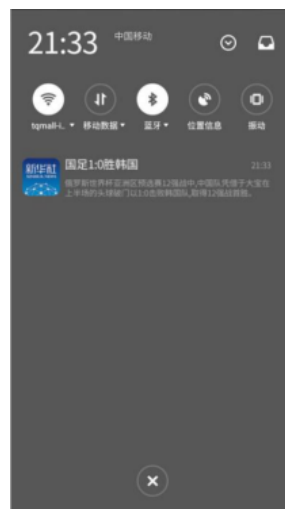 21:33 中国移动
tqmall-i.. 移动数据 蓝牙 位置信息 振动
新华社
国足1:0胜韩国 21:33
俄罗斯世界杯亚洲区预选赛12强战中,中国队凭借于大宝在
上半场的头球破门以1:0击败韩国队,取得12强战首胜。